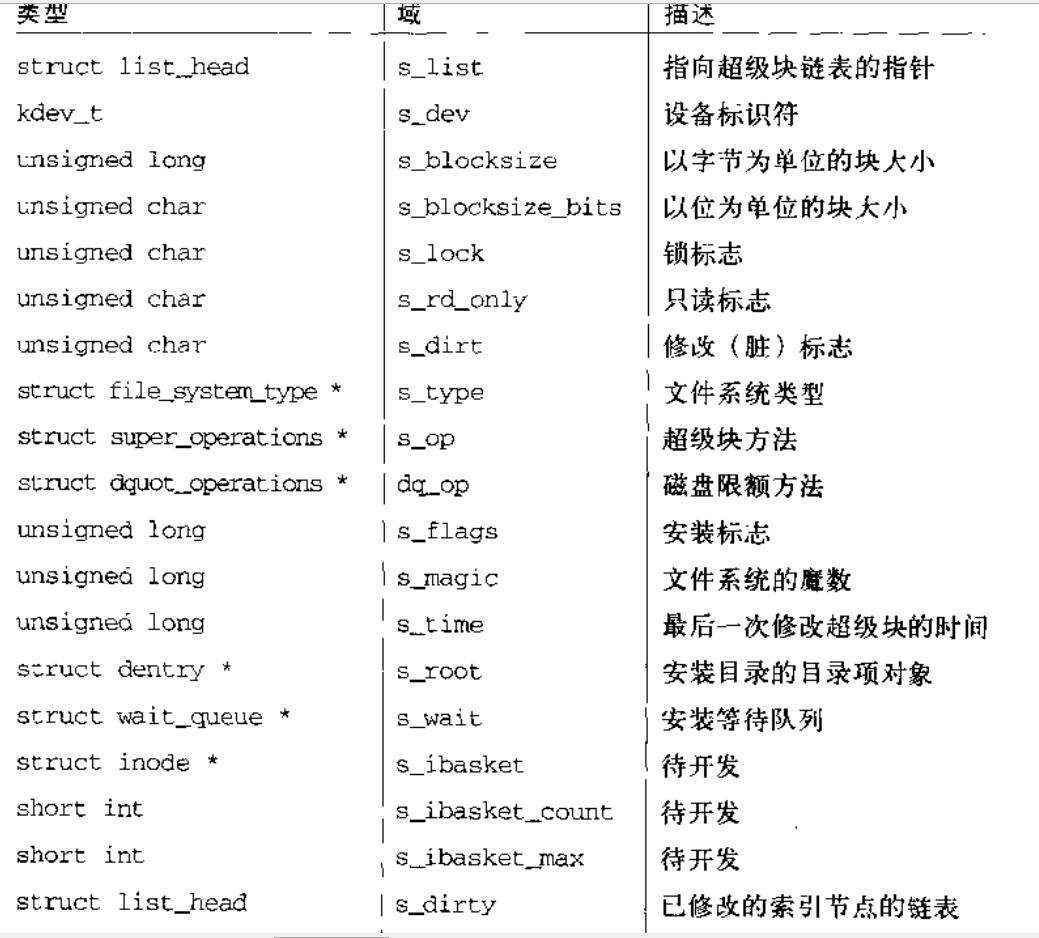 类型 域 描述
struct list_head s_list 指向超级块链表的指针
kdev_t s_dev 设备标识符
unsigned long s_blocksize 以字节为单位的块大小
unsigned char s_blocksize_bits 以位为单位的块大小
unsigned char s_lock 锁标志
unsigned char s_rd_only 只读标志
unsigned char s_dirt 修改（脏）标志
struct file_system_type * s_type 文件系统类型
struct super_operations * s_op 超级块方法
struct dquot_operations * dq_op 磁盘限额方法
unsigned long s_flags 安装标志
unsigned long s_magic 文件系统的魔数
unsigned long s_time 最后一次修改超级块的时间
struct dentry * s_root 安装目录的目录项对象
struct wait_queue * s_wait 安装等待队列
struct inode * s_ibasket 待开发
short int s_ibasket_count 待开发
short int s_ibasket_max 待开发
struct list_head s_dirty 已修改的索引节点的链表